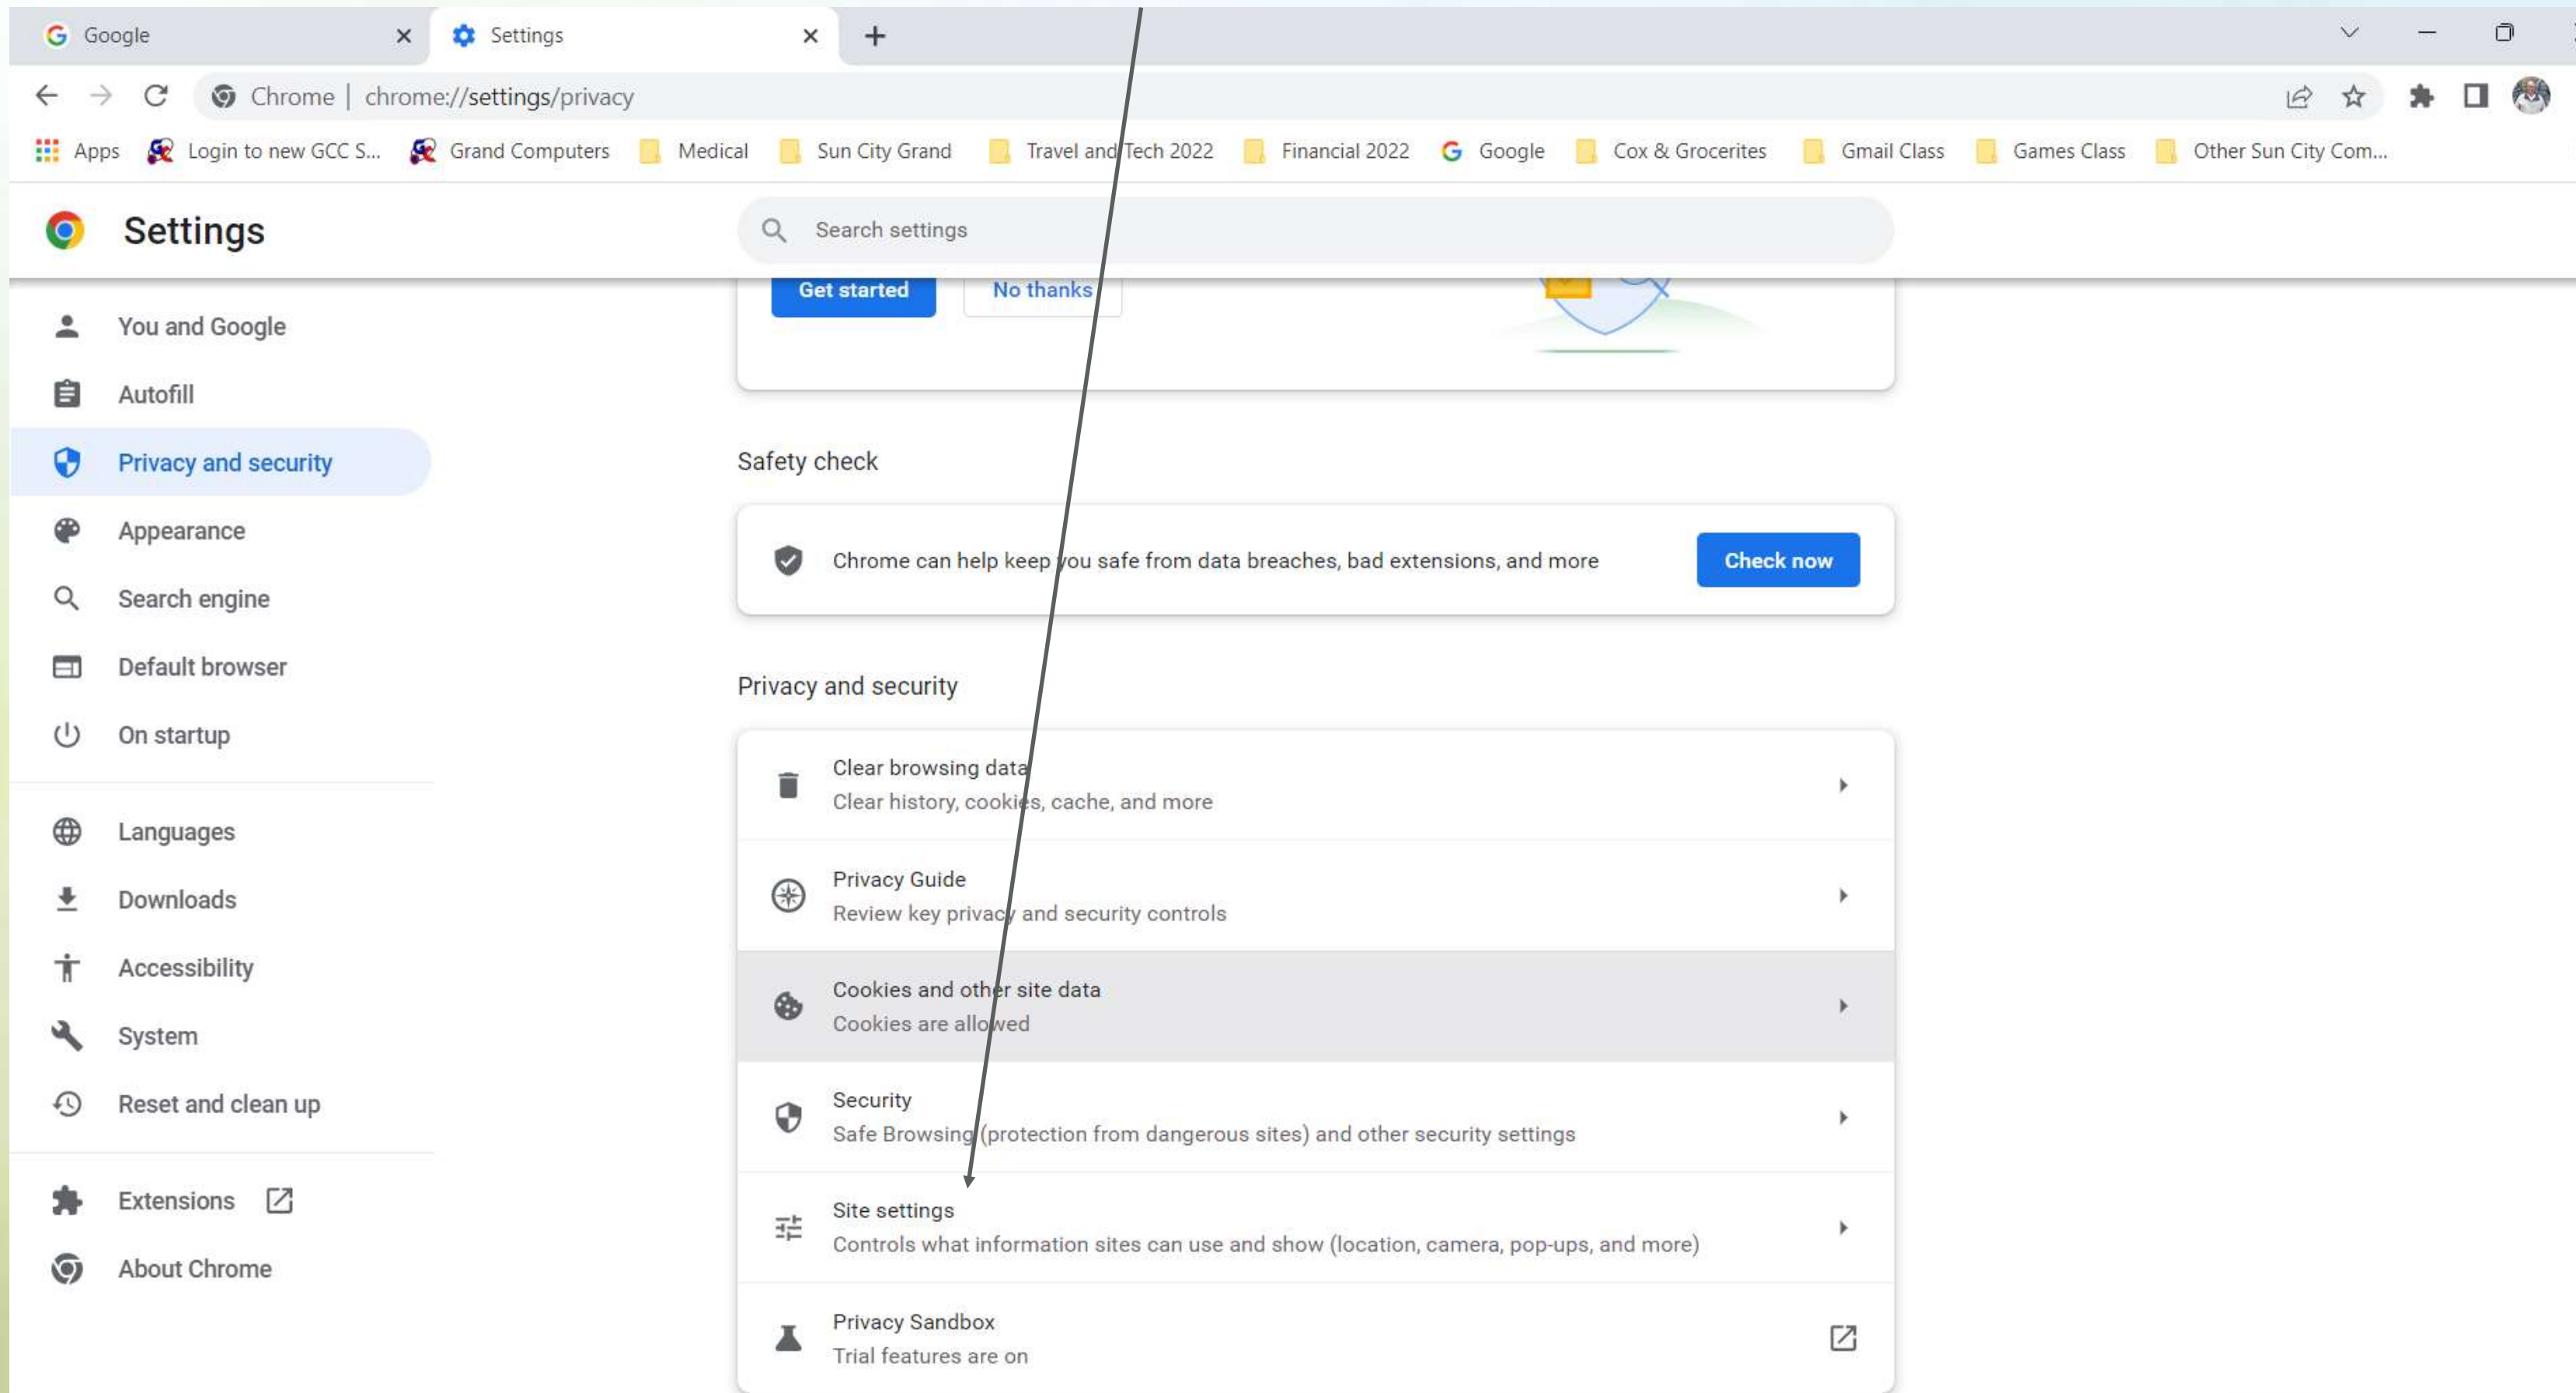 Google
Settings
Chrome | chrome://settings/privacy
Apps Login to new GCC S... Grand Computers Medical Sun City Grand Travel and Tech 2022 Financial 2022 Google Cox & Grocerites Gmail Class Games Class Other Sun City Com...
Settings
Search settings
You and Google
Autofill
Privacy and security
Appearance
Search engine
Default browser
On startup
Languages
Downloads
Accessibility
System
Reset and clean up
Extensions
About Chrome
Get started No thanks
Safety check
Chrome can help keep you safe from data breaches, bad extensions, and more Check now
Privacy and security
Clear browsing data
Clear history, cookies, cache, and more
Privacy Guide
Review key privacy and security controls
Cookies and other site data
Cookies are allowed
Security
Safe Browsing (protection from dangerous sites) and other security settings
Site settings
Controls what information sites can use and show (location, camera, pop-ups, and more)
Privacy Sandbox
Trial features are on